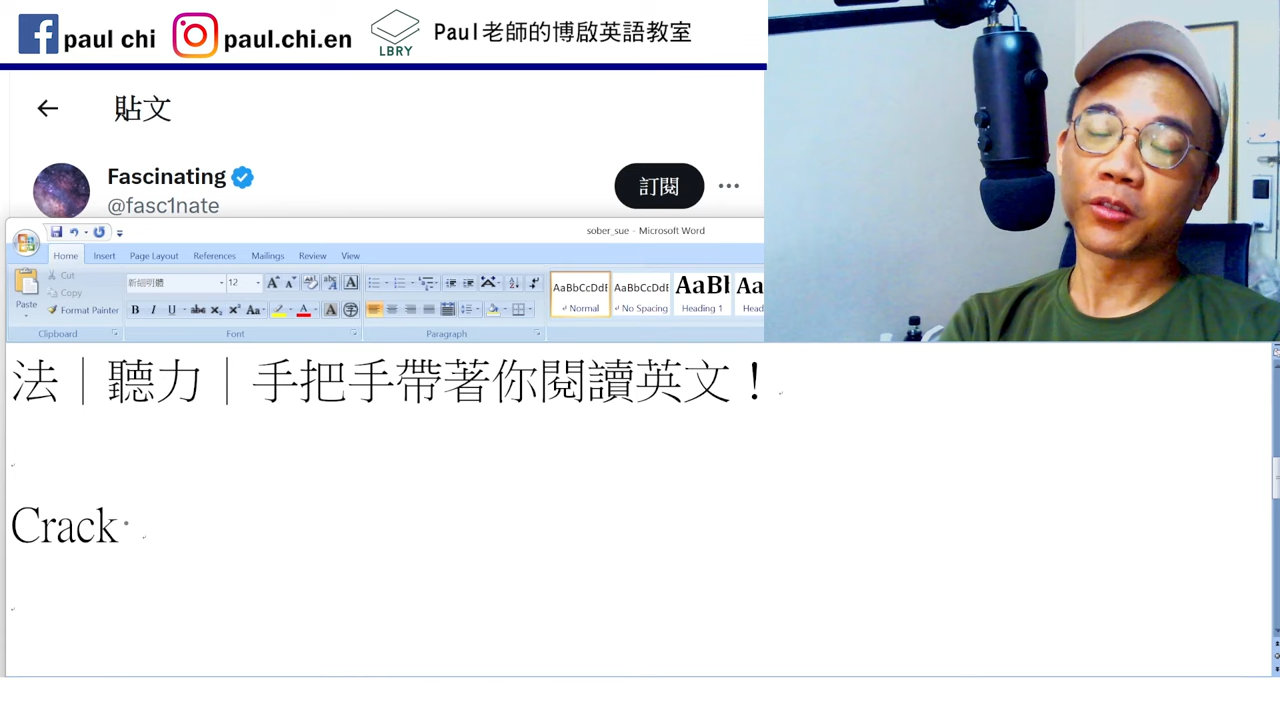 paul chi
paul.chi.en
LBRY
Paul老師的博啟英語教室
貼文
Fascinating
@fasc1nate
訂閱
sober_sue - Microsoft Word
Home Insert Page Layout References Mailings Review View
Paste
Cut
Copy
Format Painter
新細明體 12
Clipboard Font Paragraph
AaBbCcDdE AaBbCcDdE AaBl Aa
Normal No Spacing Heading 1 Head
法｜聽力｜手把手帶著你閱讀英文！
Crack